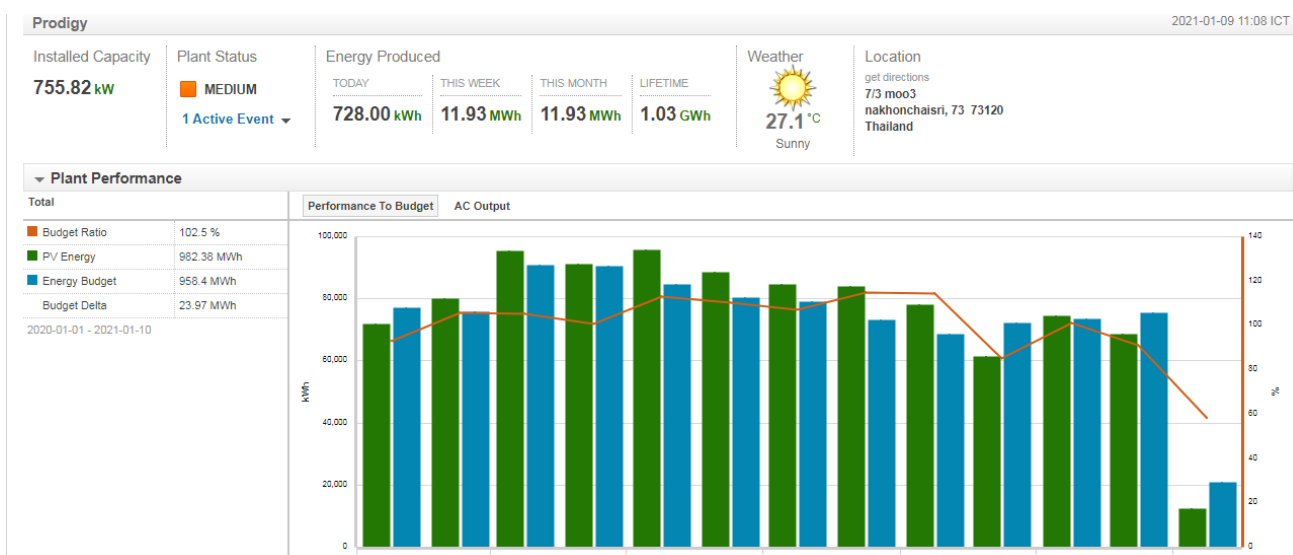 Prodigy
2021-01-09 11:08 ICT
Installed Capacity
755.82 kW
Plant Status
MEDIUM
1 Active Event
Energy Produced
TODAY
728.00 kWh
THIS WEEK
11.93 MWh
THIS MONTH
11.93 MWh
LIFETIME
1.03 GWh
Weather
27.1°C
Sunny
Location
get directions
7/3 moo3
nakhonchaisri, 73 73120
Thailand
Plant Performance
Total
Budget Ratio 102.5 %
PV Energy 982.38 MWh
Energy Budget 958.4 MWh
Budget Delta 23.97 MWh
2020-01-01 - 2021-01-10
Performance To Budget AC Output
100,000
80,000
60,000
40,000
20,000
0
kWh
140
120
100
80
60
40
20
0
%